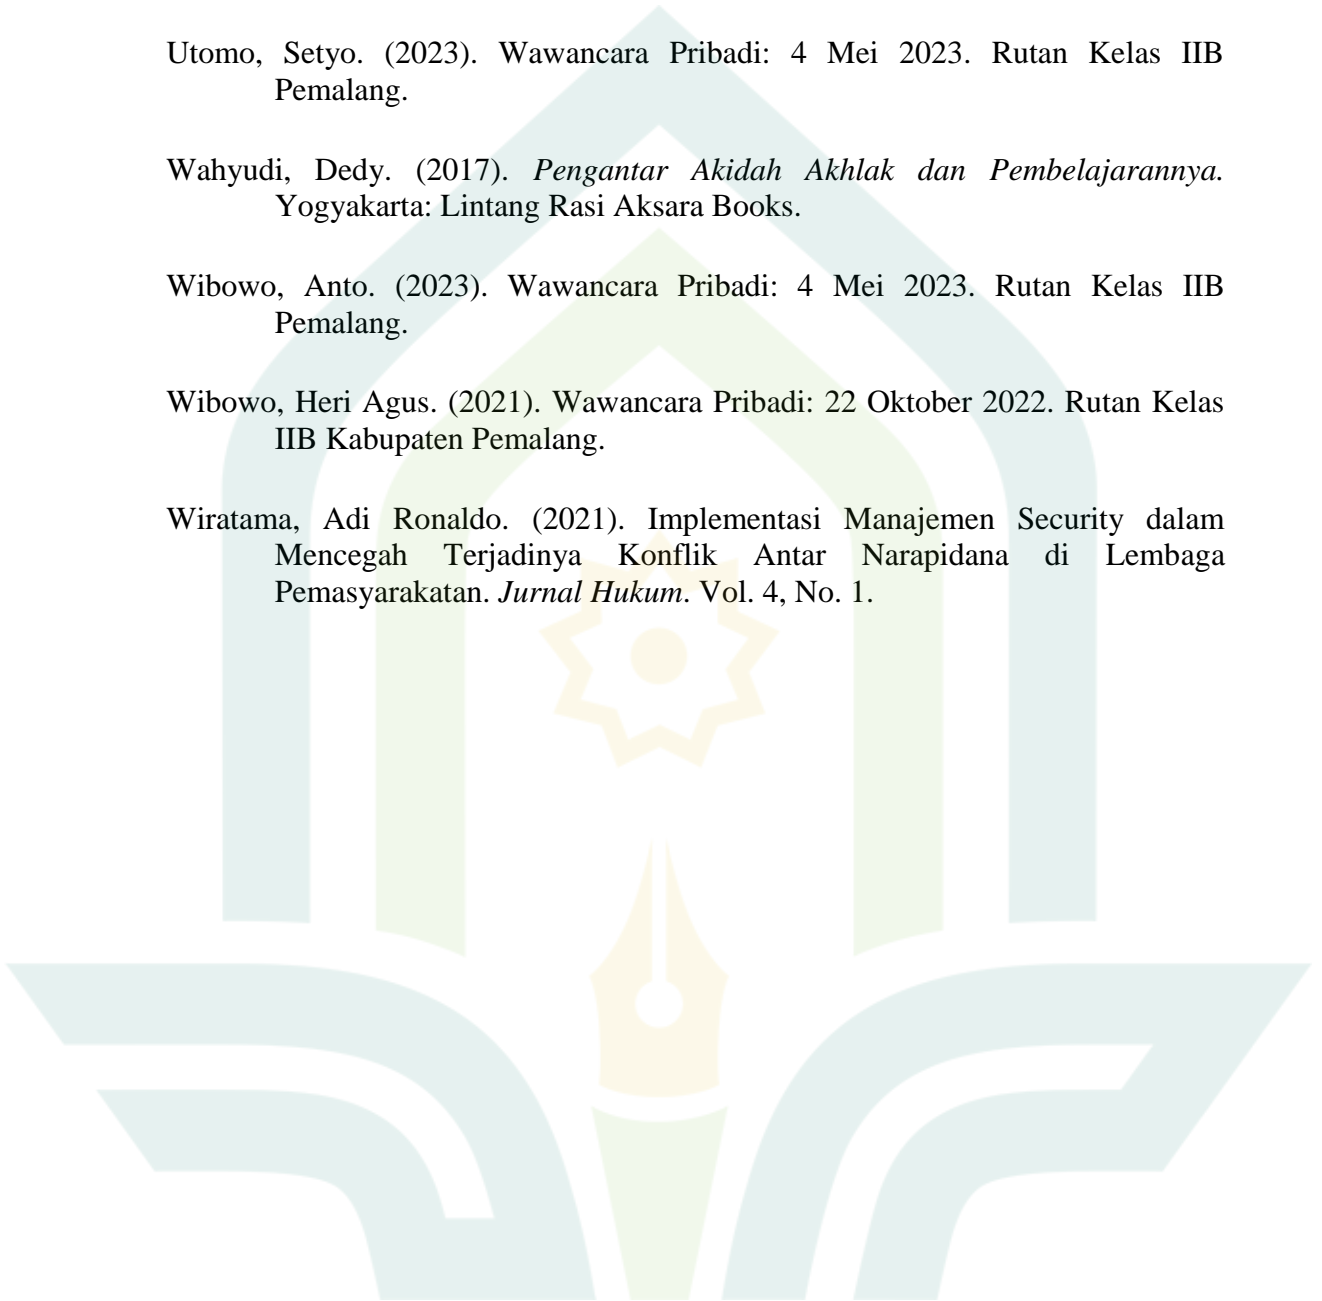 Utomo, Setyo. (2023). Wawancara Pribadi: 4 Mei 2023. Rutan Kelas IIB
Pemalang.
Wahyudi, Dedy. (2017). Pengantar Akidah Akhlak dan Pembelajarannya.
Yogyakarta: Lintang Rasi Aksara Books.
Wibowo, Anto. (2023). Wawancara Pribadi: 4 Mei 2023. Rutan Kelas IIB
Pemalang.
Wibowo, Heri Agus. (2021). Wawancara Pribadi: 22 Oktober 2022. Rutan Kelas
IIB Kabupaten Pemalang.
Wiratama, Adi Ronaldo. (2021). Implementasi Manajemen Security dalam
Mencegah Terjadinya Konflik Antar Narapidana di Lembaga
Pemasyarakatan. Jurnal Hukum. Vol. 4, No. 1.